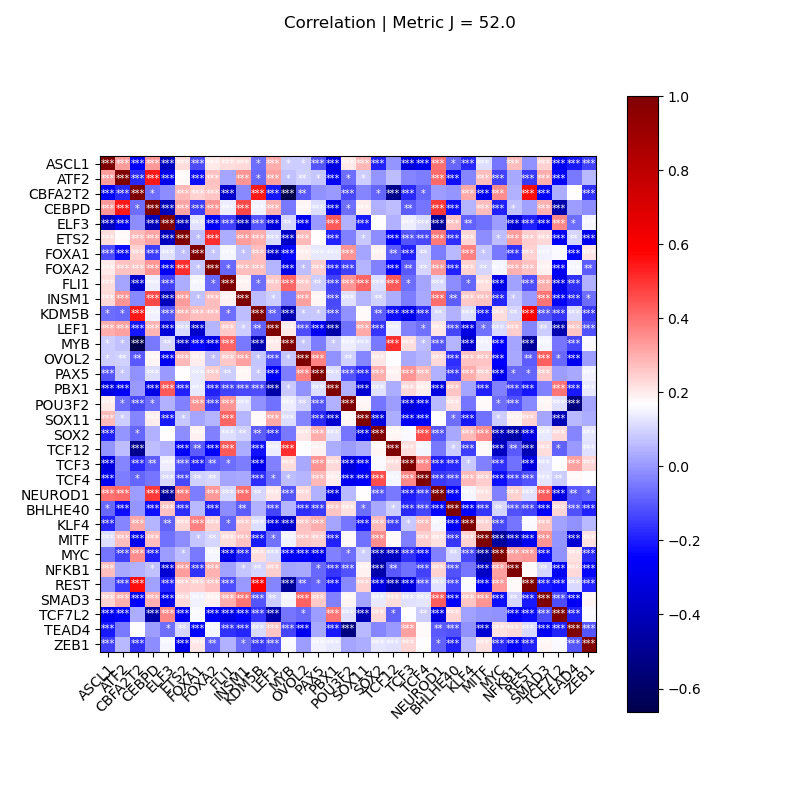 Correlation | Metric J = 52.0
ASCL1
ATF2
CBFA2T2
CEBPD
ELF3
ETS2
FOXA1
FOXA2
FLI1
INSM1
KDM5B
LEF1
MYB
OVOL2
PAX5
PBX1
POU3F2
SOX11
SOX2
TCF12
TCF3
TCF4
NEUROD1
BHLHE40
KLF4
MITF
MYC
NFKB1
REST
SMAD3
TCF7L2
TEAD4
ZEB1
ASCL1
ATF2
CBFA2T2
CEBPD
ELF3
ETS2
FOXA1
FOXA2
FLI1
INSM1
KDM5B
LEF1
MYB
OVOL2
PAX5
PBX1
POU3F2
SOX11
SOX2
TCF12
TCF3
TCF4
NEUROD1
BHLHE40
KLF4
MITF
MYC
NFKB1
REST
SMAD3
TCF7L2
TEAD4
ZEB1
1.0
0.8
0.6
0.4
0.2
0.0
−0.2
−0.4
−0.6